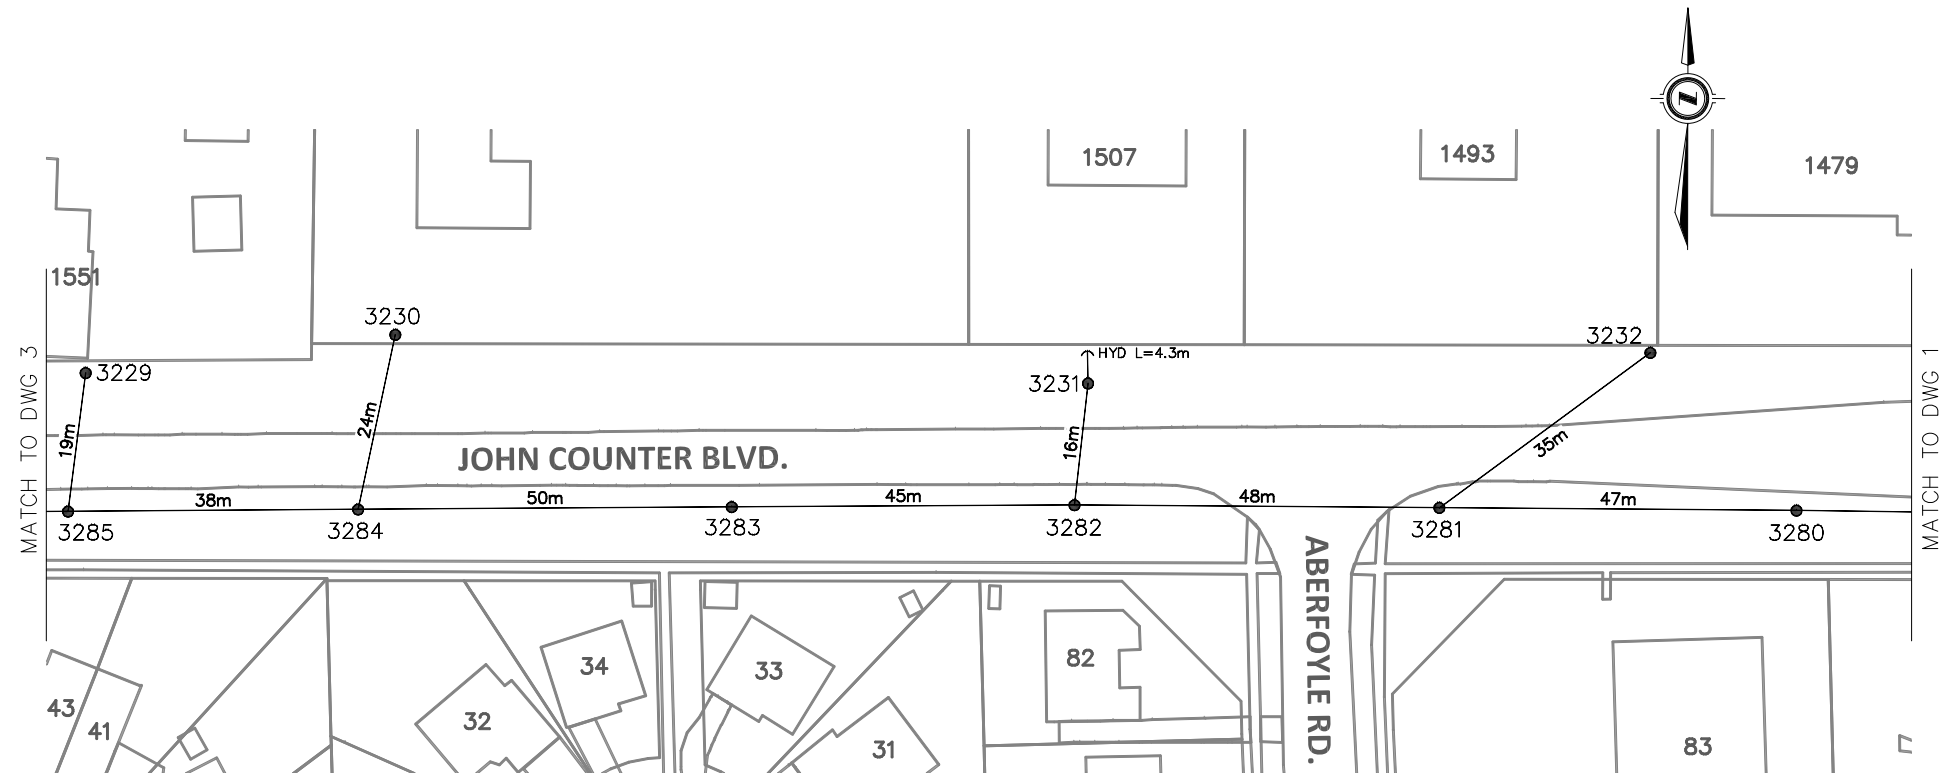 1507
1493
1479
1551
3230
3232
HYD L=4.3m
3229
3231
MATCH TO DWG 3
MATCH TO DWG 1
19m
24m
16m
35m
JOHN COUNTER BLVD.
38m
50m
45m
48m
47m
3285
3284
3283
3282
3281
3280
ABERFOYLE RD.
34
33
82
43
41
32
31
83
N